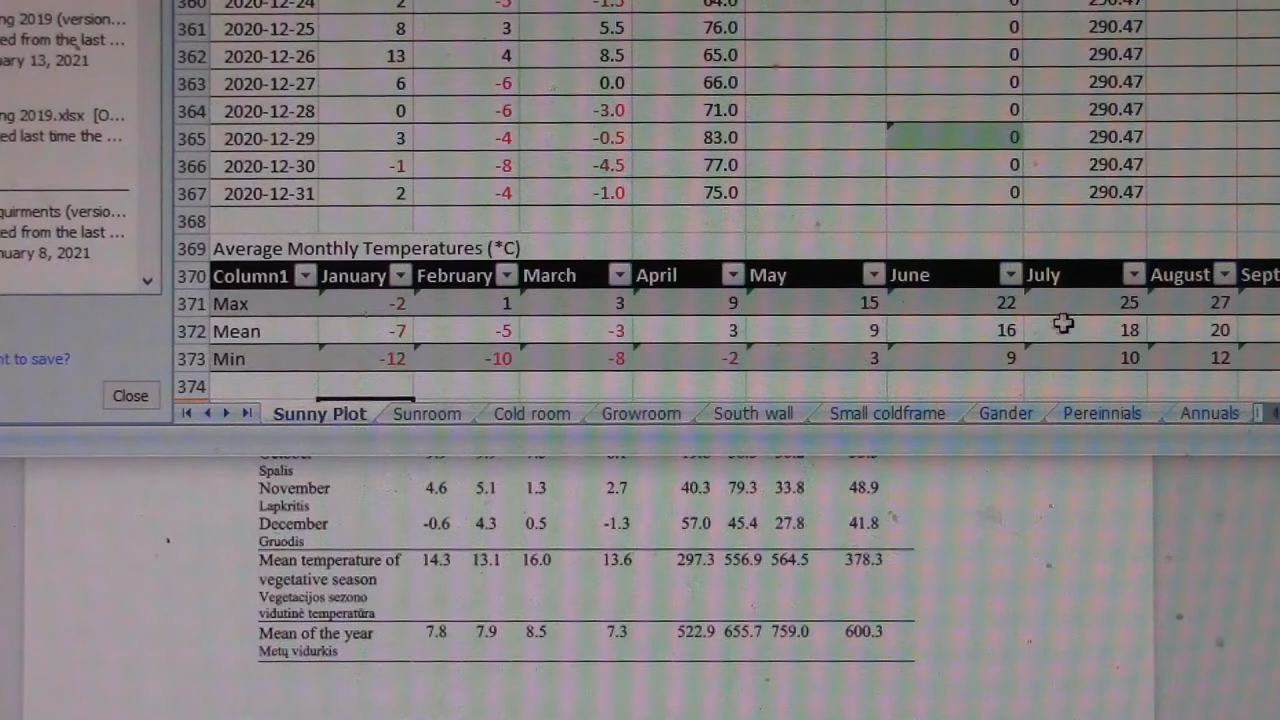 ng 2019 (version...
ed from the last ...
uary 13, 2021
ng 2019.xlsx [O...
ed last time the ...
quirments (versio...
ed from the last ...
nuary 8, 2021
nt to save?
Close
360 2020-12-24 2 -5 -1.5 64.0 0 290.47
361 2020-12-25 8 3 5.5 76.0 0 290.47
362 2020-12-26 13 4 8.5 65.0 0 290.47
363 2020-12-27 6 -6 0.0 66.0 0 290.47
364 2020-12-28 0 -6 -3.0 71.0 0 290.47
365 2020-12-29 3 -4 -0.5 83.0 0 290.47
366 2020-12-30 -1 -8 -4.5 77.0 0 290.47
367 2020-12-31 2 -4 -1.0 75.0 0 290.47
368
369 Average Monthly Temperatures (*C)
370 Column1 January February March April May June July August Sept
371 Max -2 1 3 9 15 22 25 27
372 Mean -7 -5 -3 3 9 16 18 20
373 Min -12 -10 -8 -2 3 9 10 12
374
Sunny Plot Sunroom Cold room Growroom South wall Small coldframe Gander Pereinnials Annuals
Spalis
November 4.6 5.1 1.3 2.7 40.3 79.3 33.8 48.9
Lapkritis
December -0.6 4.3 0.5 -1.3 57.0 45.4 27.8 41.8
Gruodis
Mean temperature of 14.3 13.1 16.0 13.6 297.3 556.9 564.5 378.3
vegetative season
Vegetacijos sezono
vidutinė temperatūra
Mean of the year 7.8 7.9 8.5 7.3 522.9 655.7 759.0 600.3
Metų vidurkis